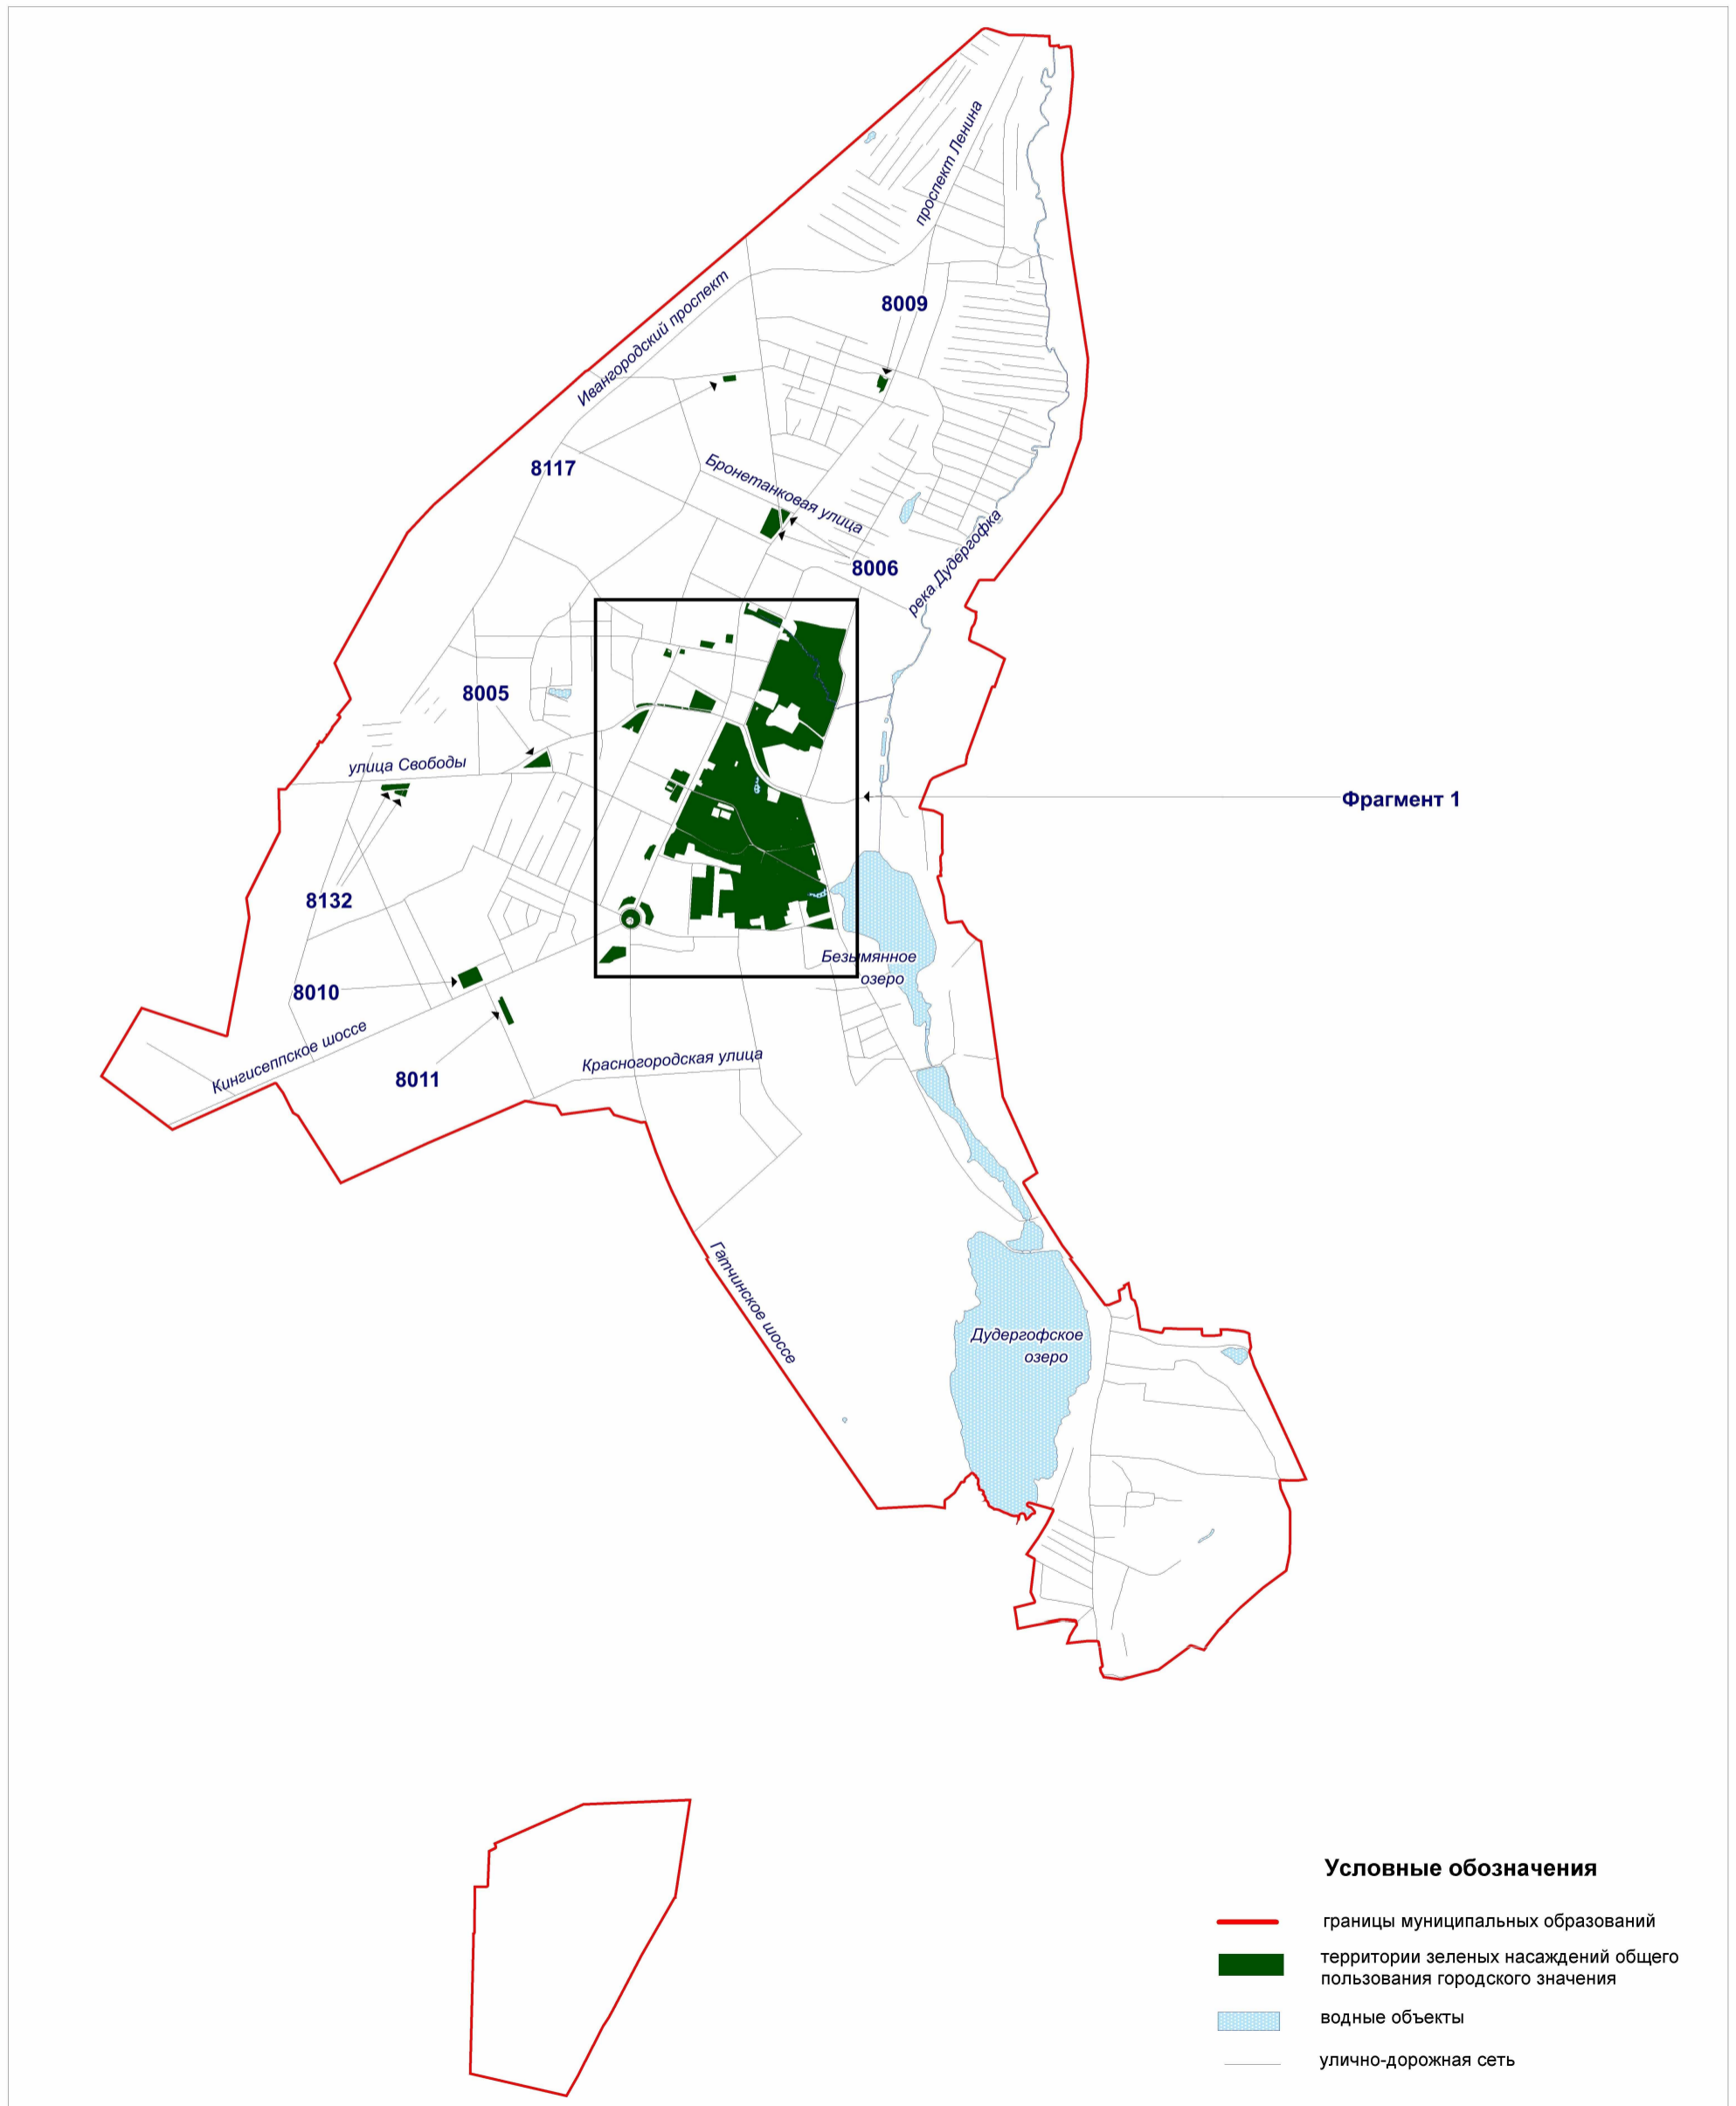 проспект Ленина
Ивангородский проспект
8009
8117
Бронетанковая улица
8006
река Дудергофка
8005
улица Свободы
Фрагмент 1
8132
Безымянное
озеро
8010
Кингисеппское шоссе
8011
Красногородская улица
Гатчинское шоссе
Дудергофское
озеро
Условные обозначения
границы муниципальных образований
территории зеленых насаждений общего
пользования городского значения
водные объекты
улично-дорожная сеть